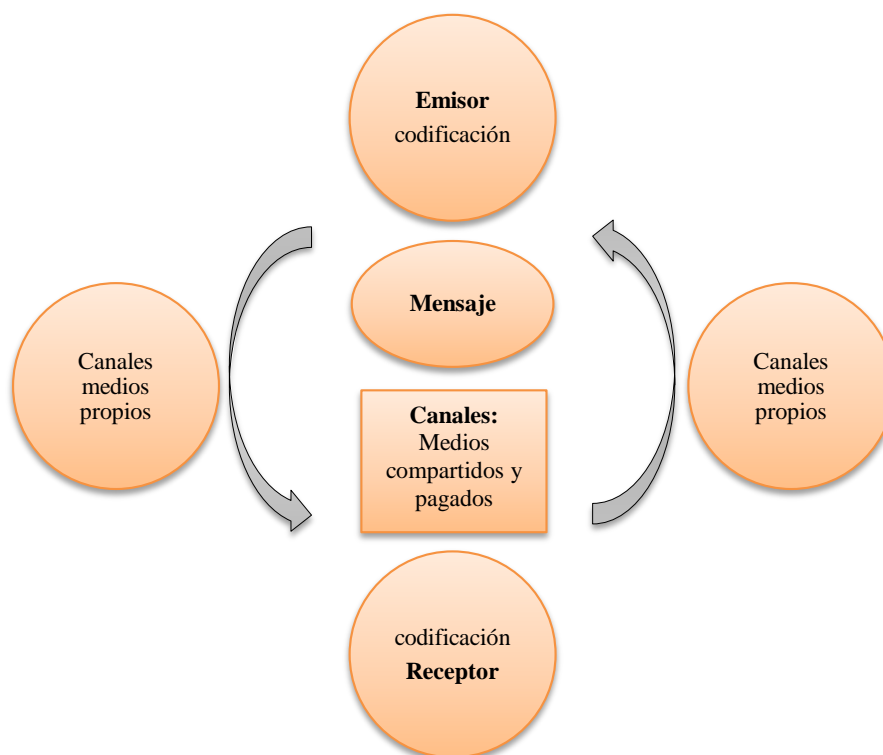 Emisor
codificación
Mensaje
Canales
medios
propios
Canales:
Medios
compartidos y
pagados
Canales
medios
propios
codificación
Receptor